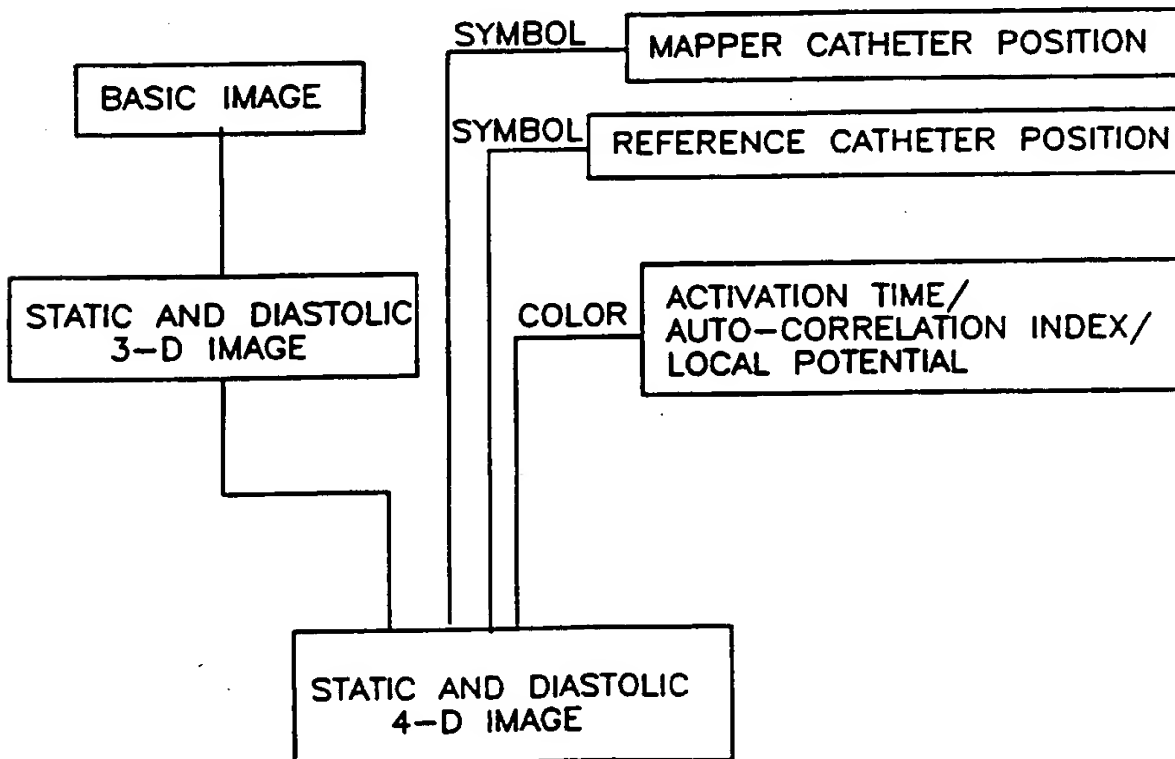 SYMBOL
MAPPER CATHETER POSITION
BASIC IMAGE
SYMBOL
REFERENCE CATHETER POSITION
STATIC AND DIASTOLIC
3-D IMAGE
COLOR
ACTIVATION TIME/
AUTO-CORRELATION INDEX/
LOCAL POTENTIAL
STATIC AND DIASTOLIC
4-D IMAGE